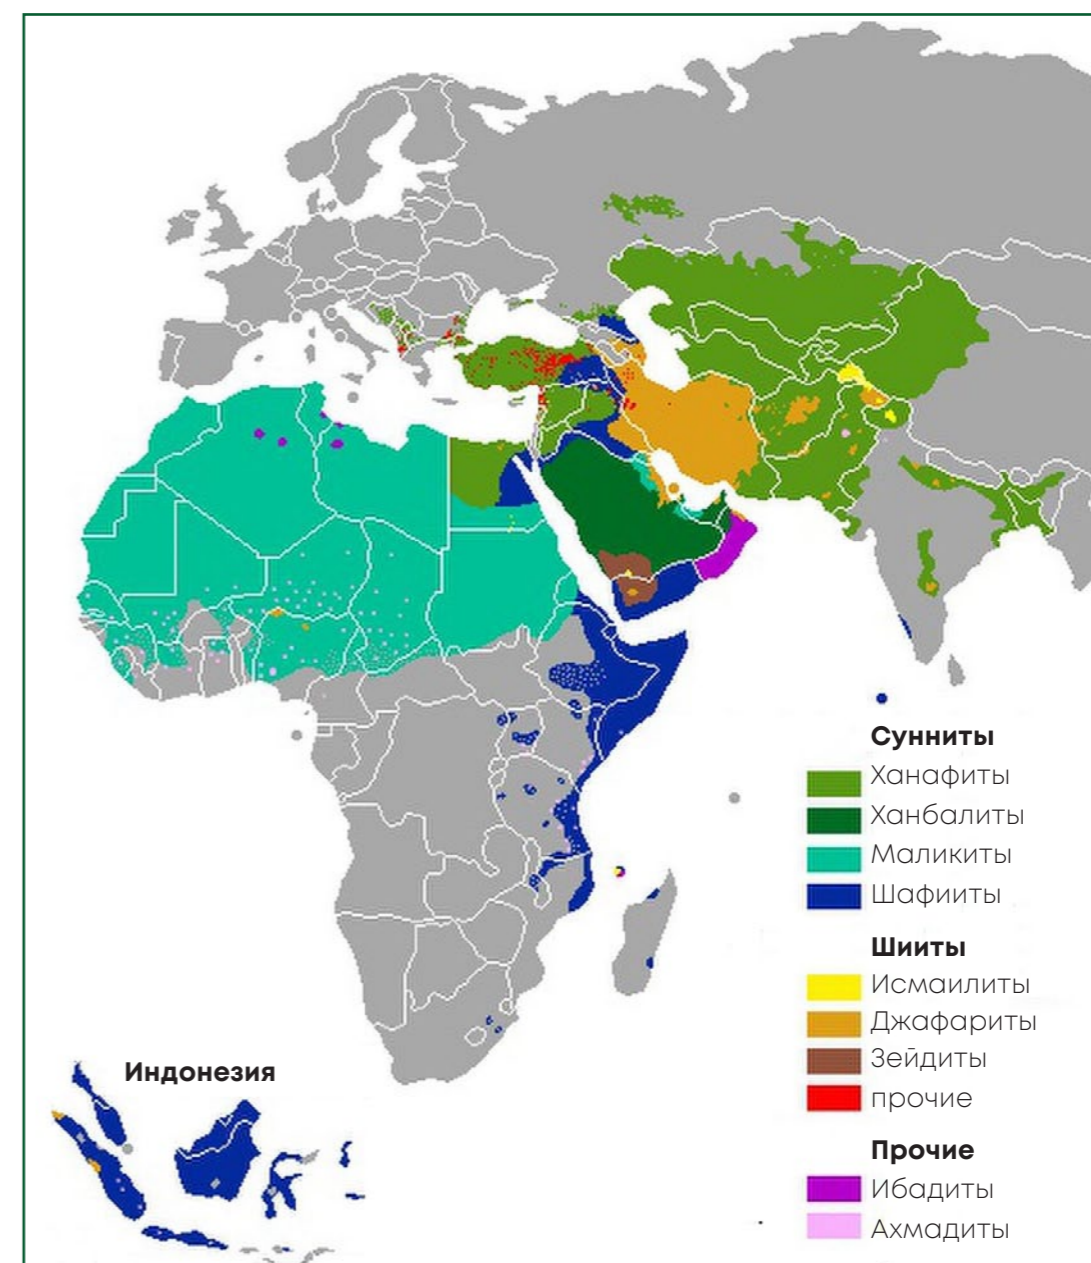 Сунниты
Ханафиты
Ханбалиты
Маликиты
Шафииты
Шииты
Исмаилиты
Джафариты
Зейдиты
прочие
Прочие
Ибадиты
Ахмадиты
Индонезия